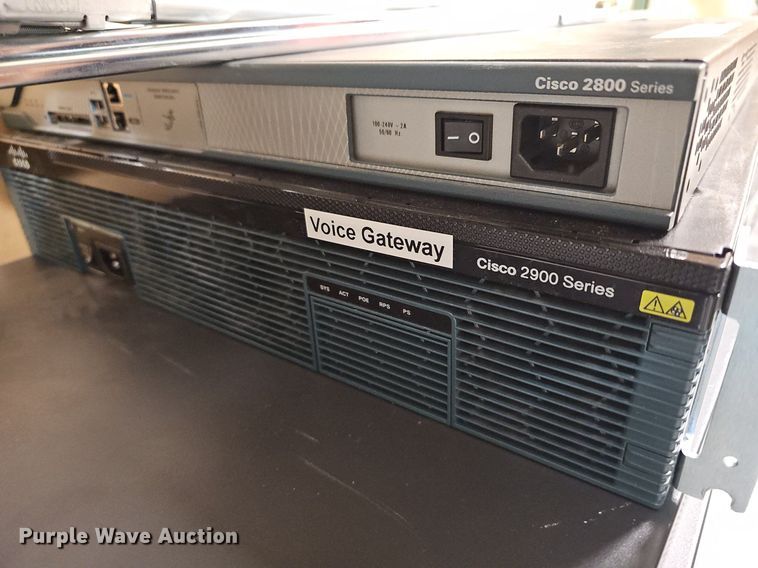 Cisco 2800 Series
100-240V ~ 2A
50/60 Hz
CISCO
Voice Gateway
Cisco 2900 Series
SYS ACT POE RPS PS
Purple Wave Auction